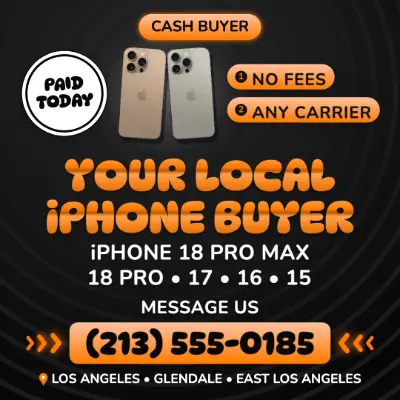 CASH BUYER
PAID
TODAY
1 NO FEES
2 ANY CARRIER
YOUR LOCAL
iPHONE BUYER
iPHONE 18 PRO MAX
18 PRO • 17 • 16 • 15
MESSAGE US
(213) 555-0185
LOS ANGELES • GLENDALE • EAST LOS ANGELES